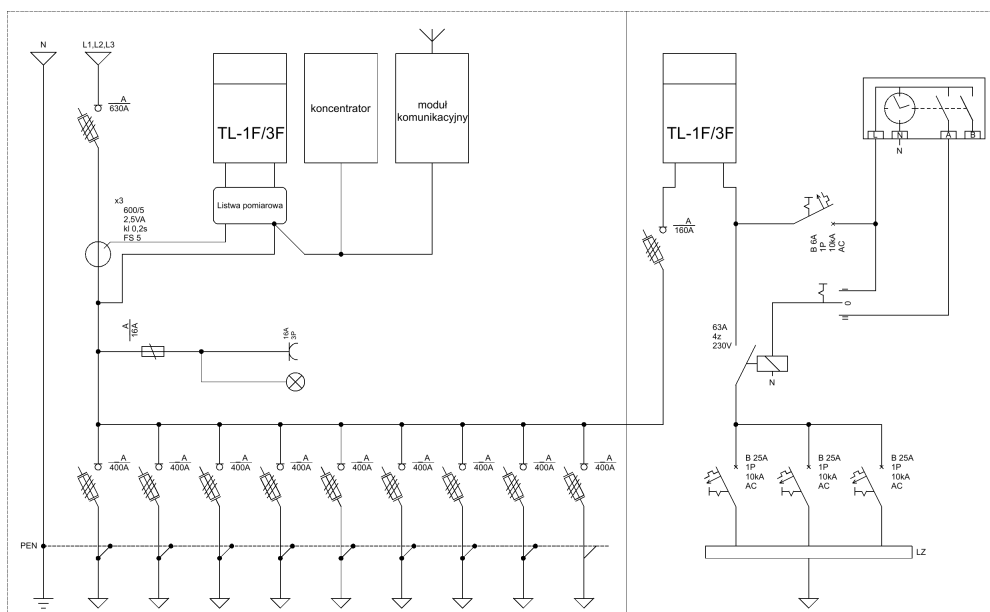 N
L1,L2,L3
A
630A
TL-1F/3F
koncentrator
moduł
komunikacyjny
Listwa pomiarowa
x3
600/5
2,5VA
kl 0,2s
FS 5
A
16A
16A
3P
A
400A
A
400A
A
400A
A
400A
A
400A
A
400A
A
400A
A
400A
A
400A
PEN
TL-1F/3F
A
160A
L
N
A
B
N
B 6A
1P
10kA
AC
I
0
II
63A
4z
230V
N
B 25A
1P
10kA
AC
B 25A
1P
10kA
AC
B 25A
1P
10kA
AC
LZ